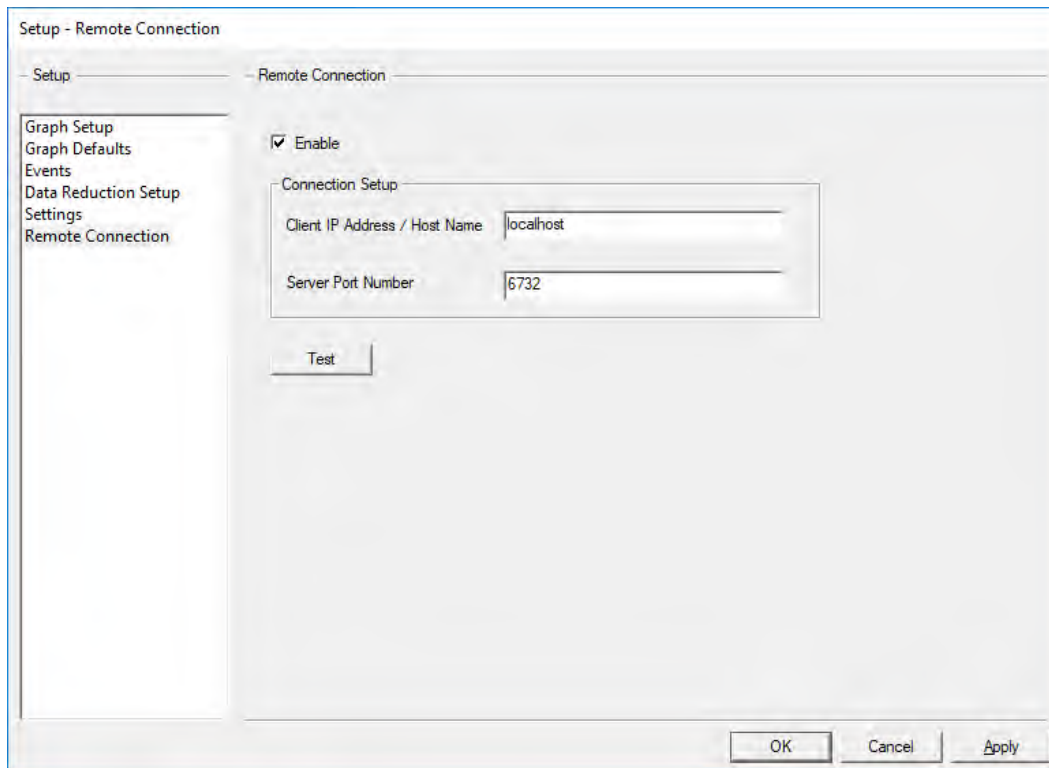 Setup - Remote Connection
Setup
Graph Setup
Graph Defaults
Events
Data Reduction Setup
Settings
Remote Connection
Remote Connection
Enable
Connection Setup
Client IP Address / Host Name localhost
Server Port Number 6732
Test
OK Cancel Apply